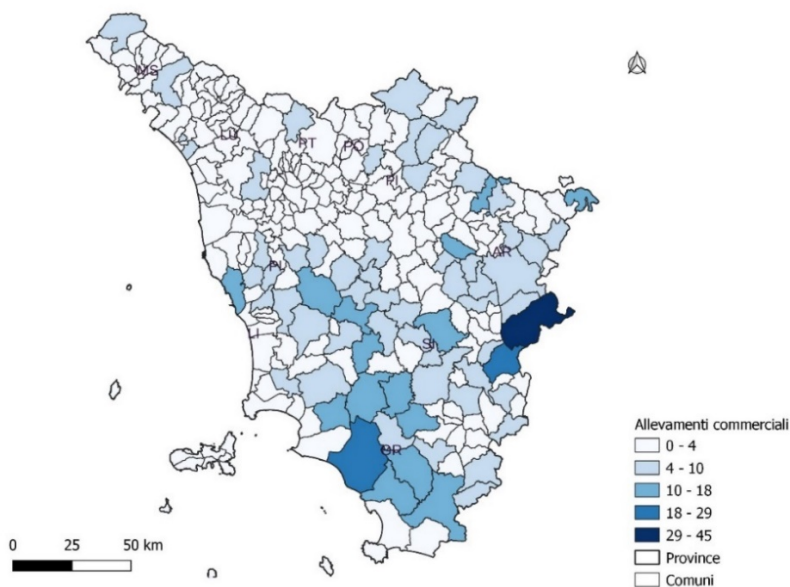 MS
LU
PT
PO
FI
AR
PI
LI
SI
GR
Allevamenti commerciali
0 - 4
4 - 10
10 - 18
18 - 29
29 - 45
Province
Comuni
0 25 50 km